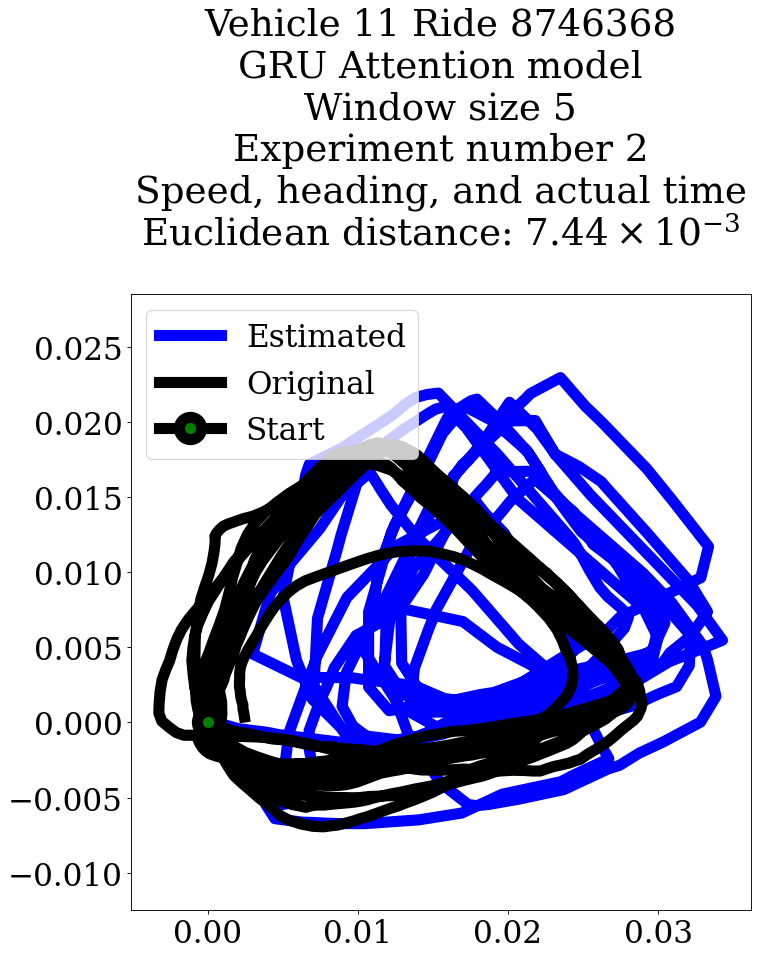 Vehicle 11 Ride 8746368
GRU Attention model
Window size 5
Experiment number 2
Speed, heading, and actual time
Euclidean distance: 7.44 × 10⁻³
Estimated
Original
Start
0.025
0.020
0.015
0.010
0.005
0.000
−0.005
−0.010
0.00 0.01 0.02 0.03